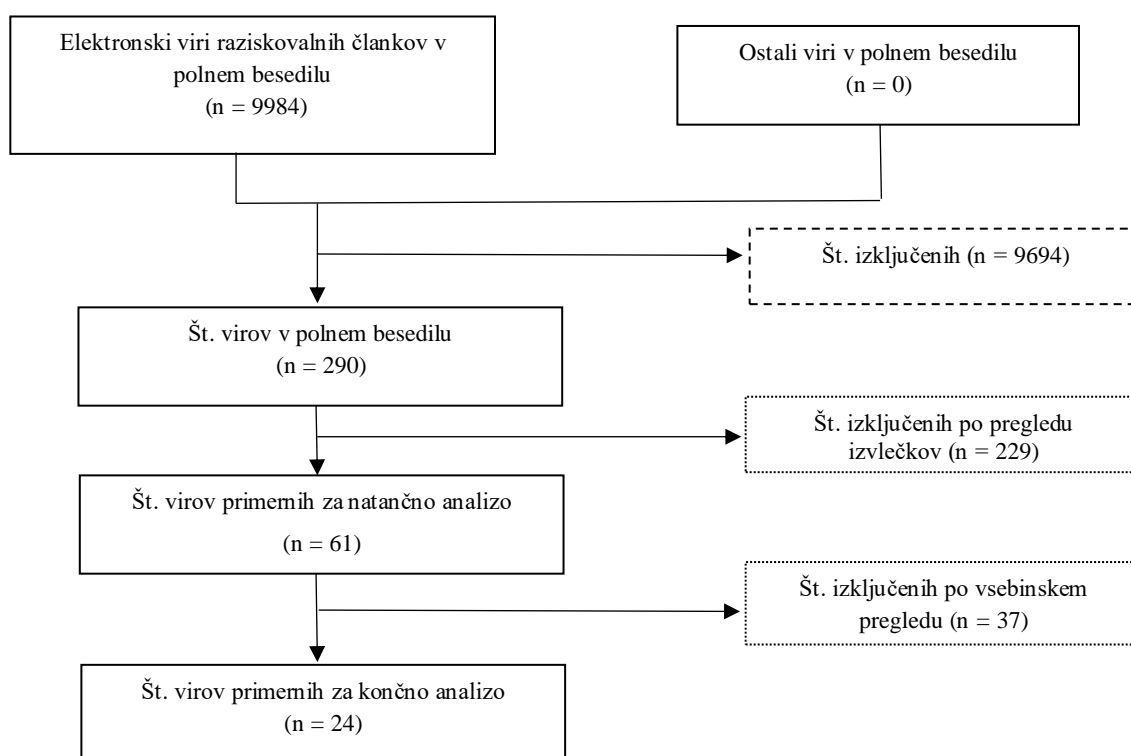 Elektronski viri raziskovalnih člankov v
polnem besedilu
(n = 9984)
Ostali viri v polnem besedilu
(n = 0)
Št. izključenih (n = 9694)
Št. virov v polnem besedilu
(n = 290)
Št. izključenih po pregledu
izvlečkov (n = 229)
Št. virov primernih za natančno analizo
(n = 61)
Št. izključenih po vsebinskem
pregledu (n = 37)
Št. virov primernih za končno analizo
(n = 24)